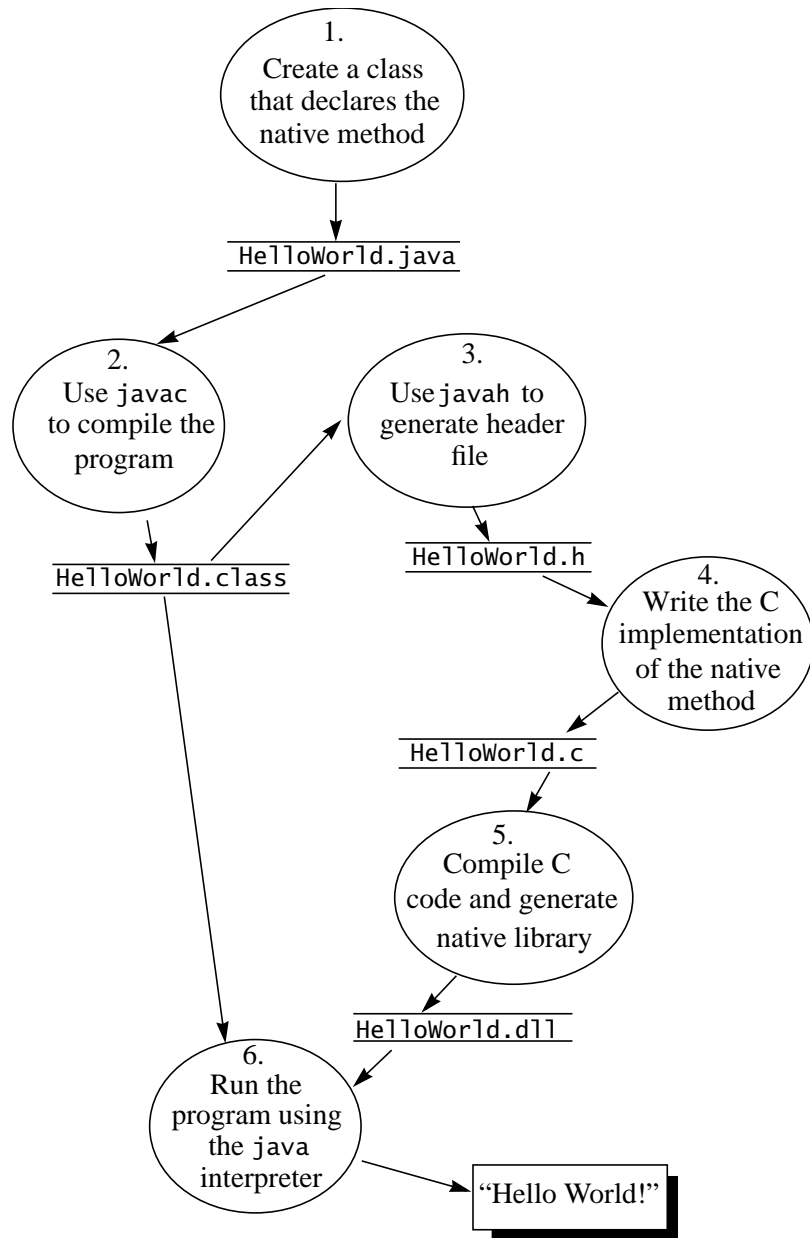 1.
Create a class
that declares the
native method
HelloWorld.java
2.
Use javac
to compile the
program
3.
Use javah to
generate header
file
HelloWorld.class
HelloWorld.h
4.
Write the C
implementation
of the native
method
HelloWorld.c
5.
Compile C
code and generate
native library
HelloWorld.dll
6.
Run the
program using
the java
interpreter
“Hello World!”